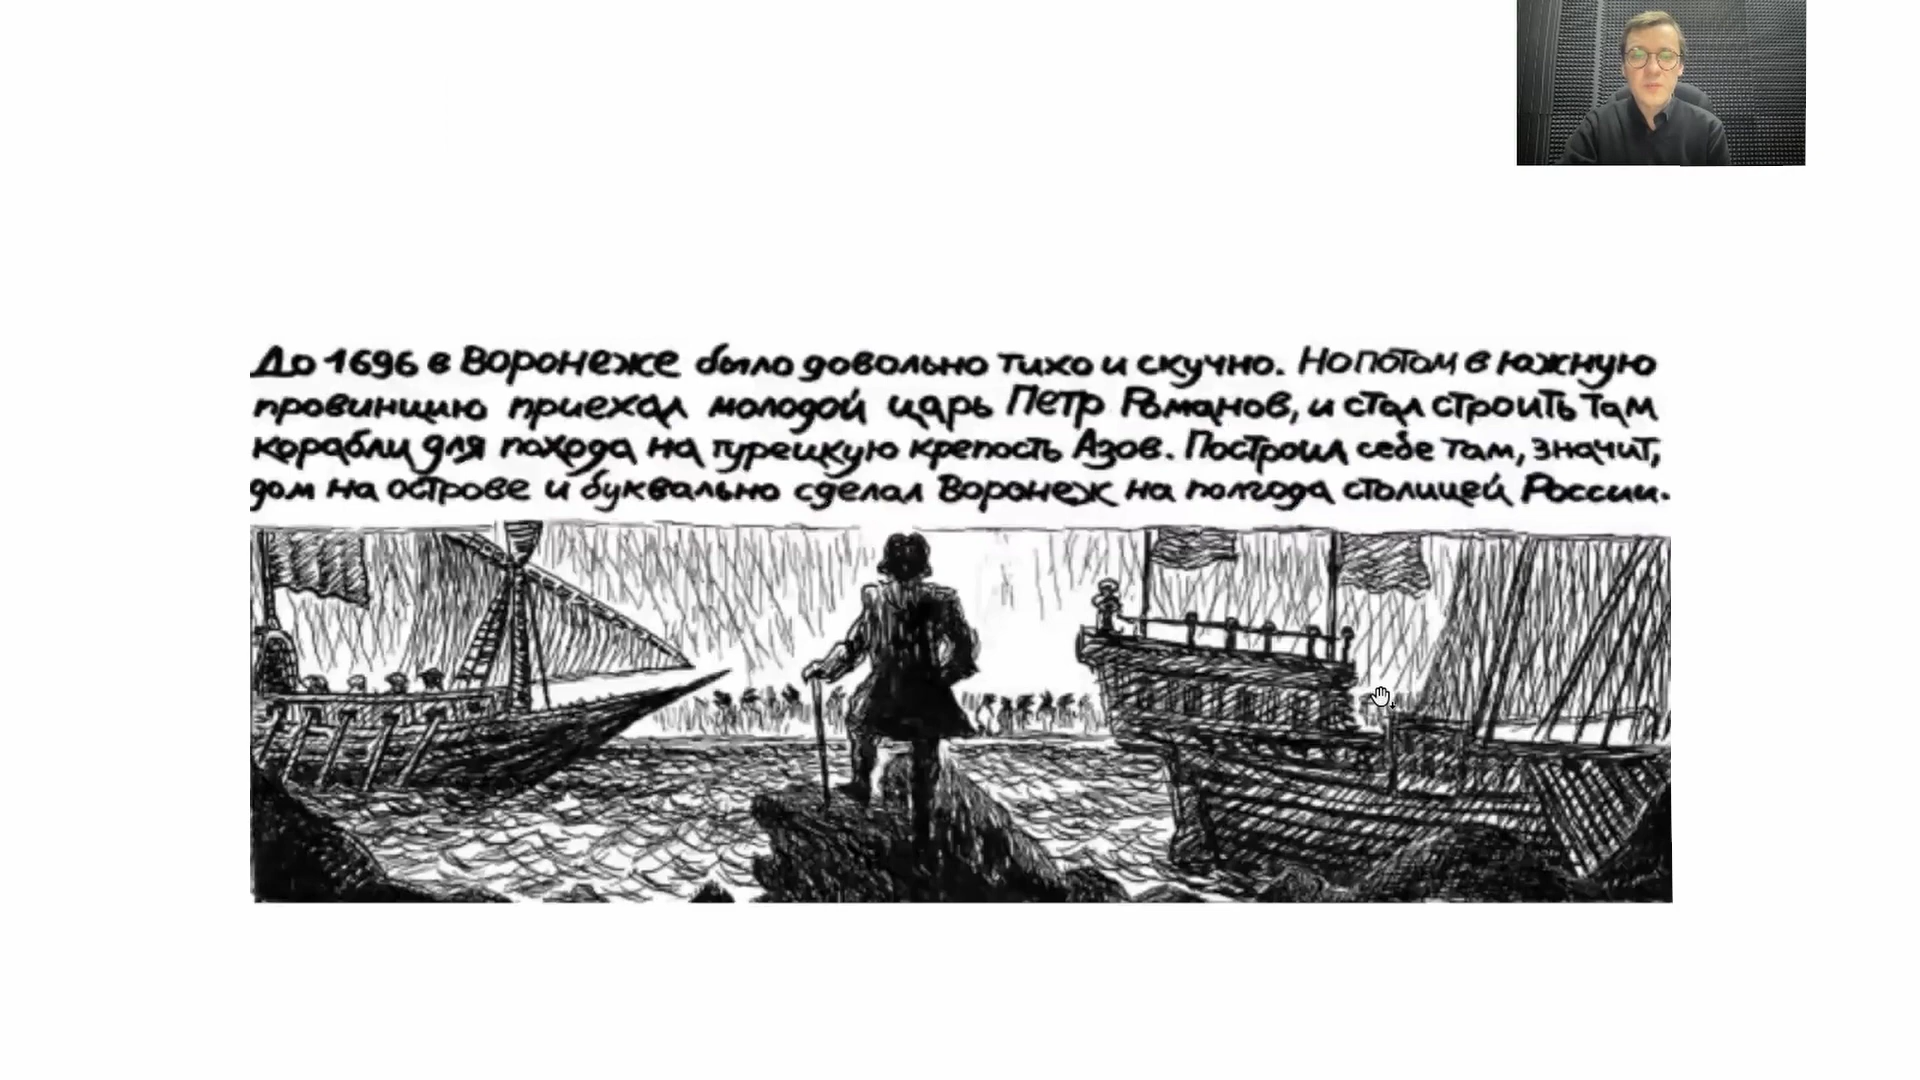 До 1696 в Воронеже было довольно тихо и скучно. Но потом в южную
провинцию приехал молодой царь Пётр Романов, и стал строить там
корабли для похода на турецкую крепость Азов. Построил себе там, значит,
дом на острове и буквально сделал Воронеж на полгода столицей России.